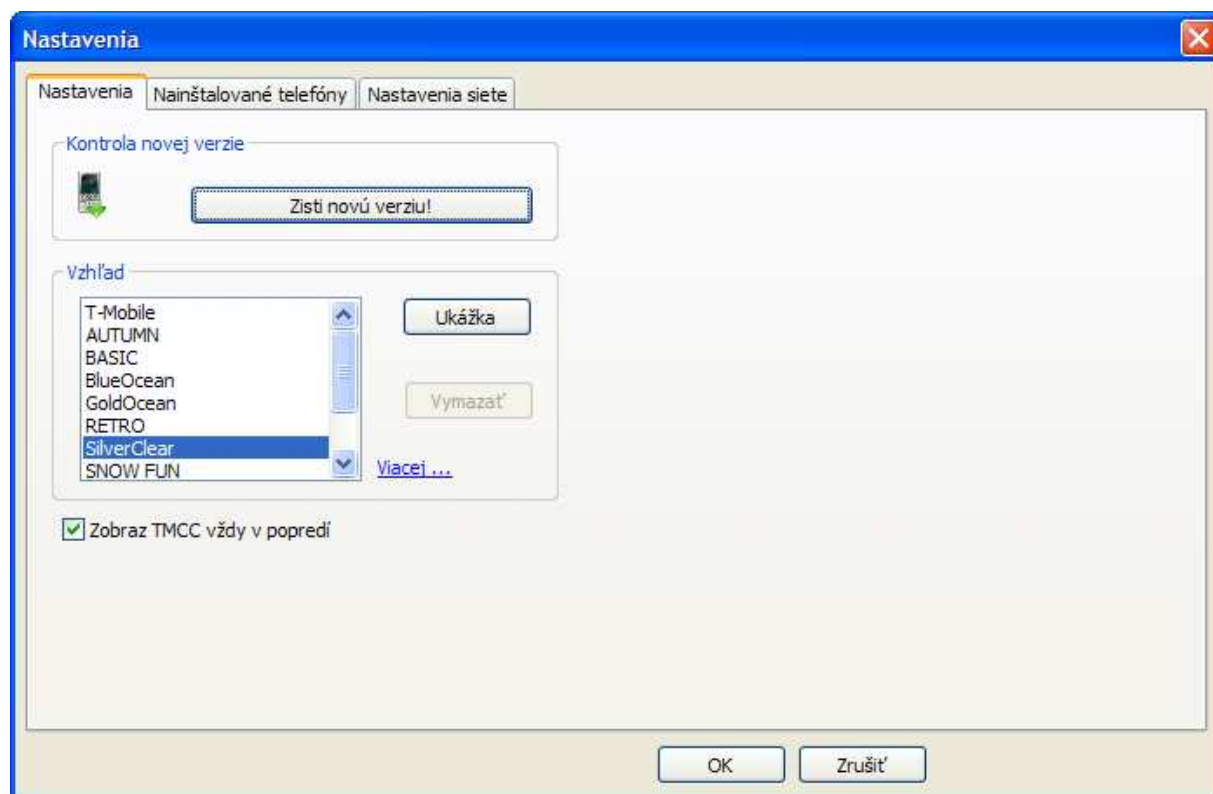 Nastavenia
Nastavenia Nainštalované telefóny Nastavenia siete
Kontrola novej verzie
Zisti novú verziu!
Vzhľad
T-Mobile
AUTUMN
BASIC
BlueOcean
GoldOcean
RETRO
SilverClear
SNOW FUN
Ukážka
Vymazať
Viacej ...
Zobraz TMCC vždy v popredí
OK Zrušiť